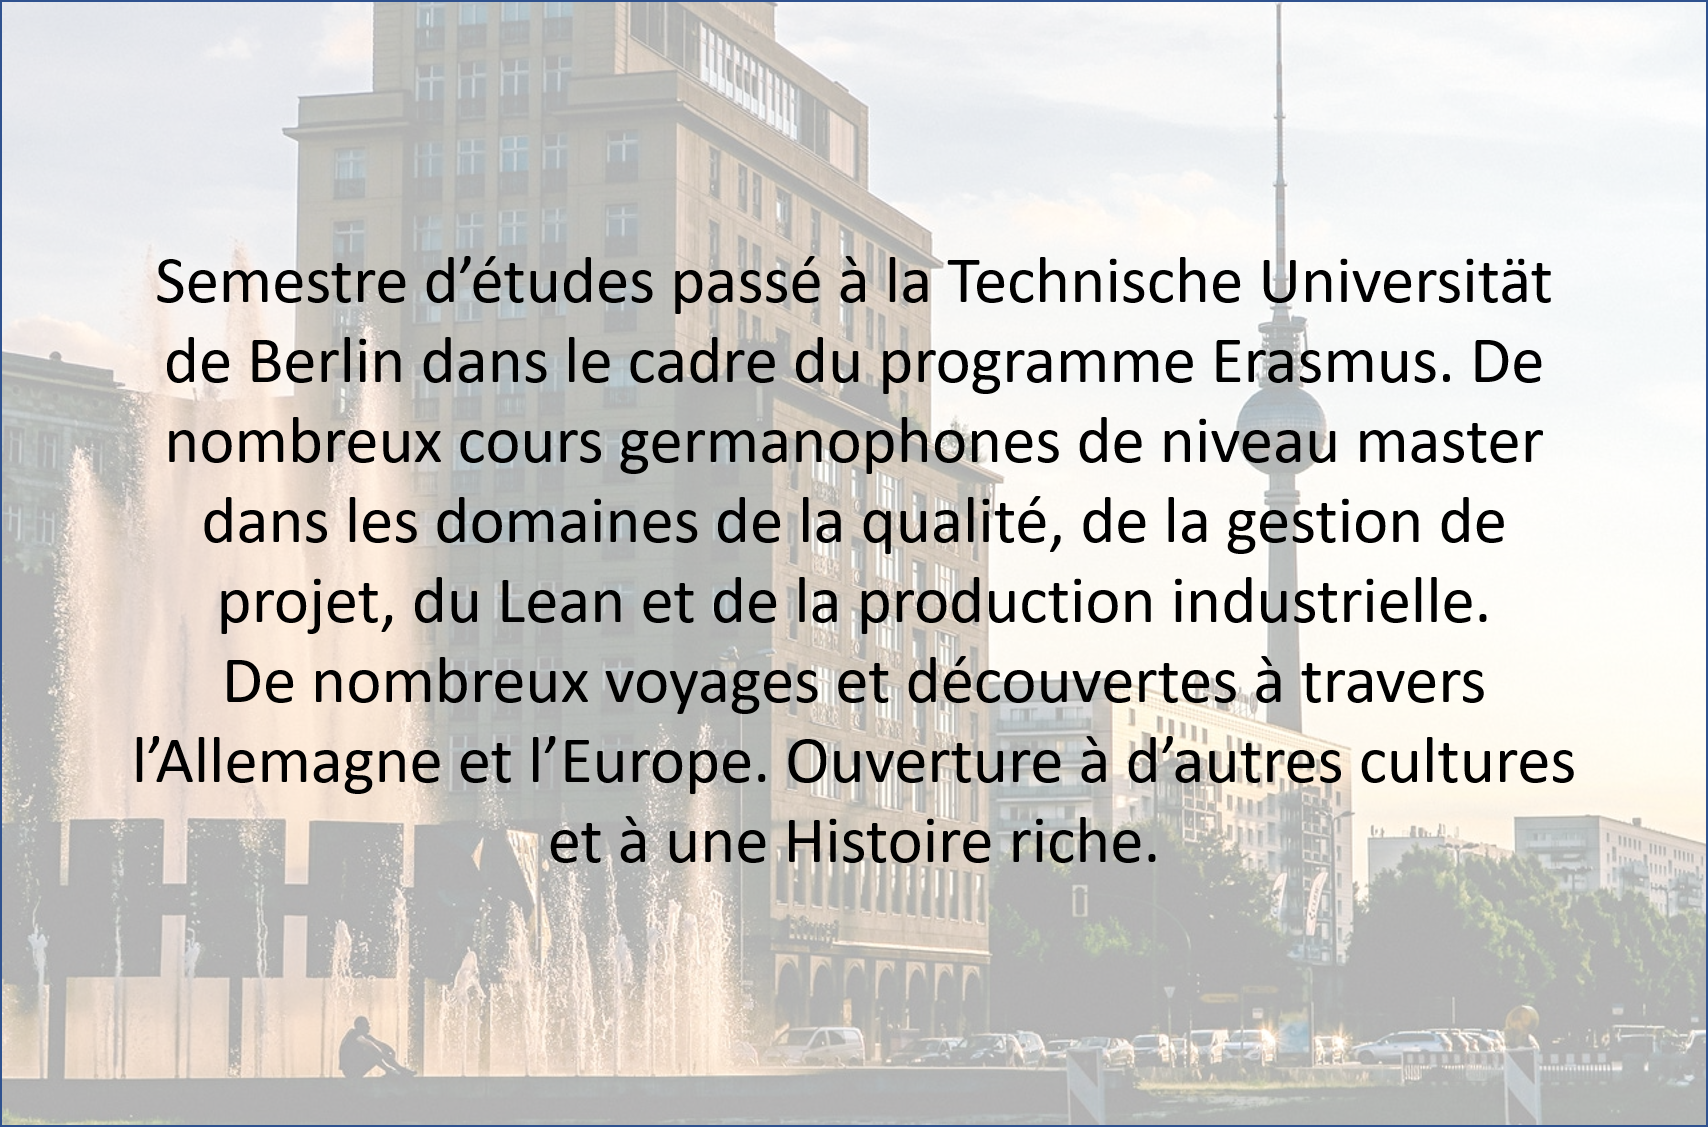 Semestre d’études passé à la Technische Universität
de Berlin dans le cadre du programme Erasmus. De
nombreux cours germanophones de niveau master
dans les domaines de la qualité, de la gestion de
projet, du Lean et de la production industrielle.
De nombreux voyages et découvertes à travers
l’Allemagne et l’Europe. Ouverture à d’autres cultures
et à une Histoire riche.